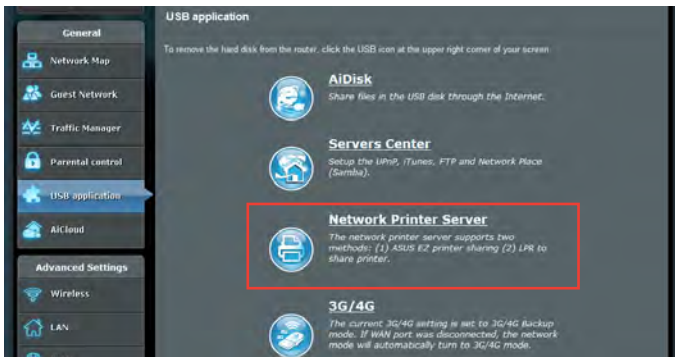 General
Network Map
Guest Network
Traffic Manager
Parental control
USB application
AiCloud
Advanced Settings
Wireless
LAN
USB application
To remove the hard disk from the router, click the USB icon at the upper right corner of your screen
AiDisk
Share files in the USB disk through the Internet.
Servers Center
Setup the UPnP, iTunes, FTP and Network Place
(Samba).
Network Printer Server
The network printer server supports two
methods: (1) ASUS EZ printer sharing (2) LPR to
share printer.
3G/4G
The current 3G/4G setting is set to 3G/4G Backup
mode. If WAN port was disconnected, the network
mode will automatically turn to 3G/4G mode.